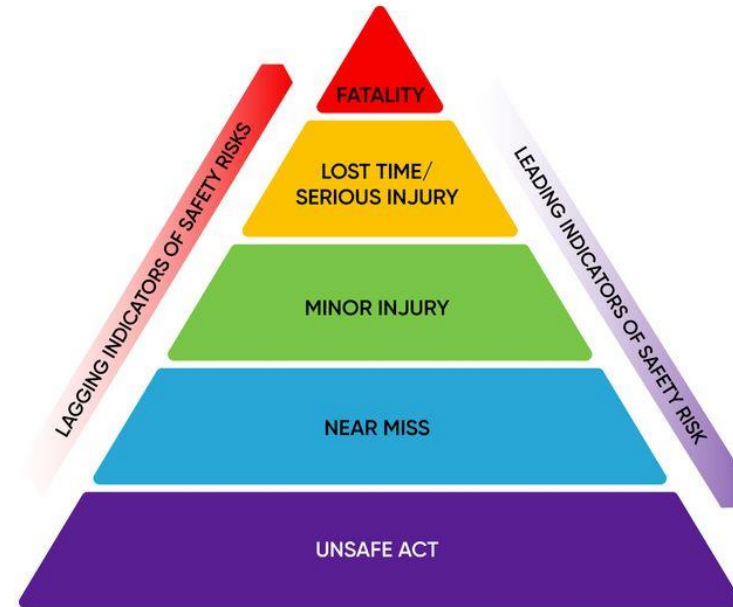 FATALITY
LOST TIME/
SERIOUS INJURY
MINOR INJURY
NEAR MISS
UNSAFE ACT
LAGGING INDICATORS OF SAFETY RISKS
LEADING INDICATORS OF SAFETY RISK